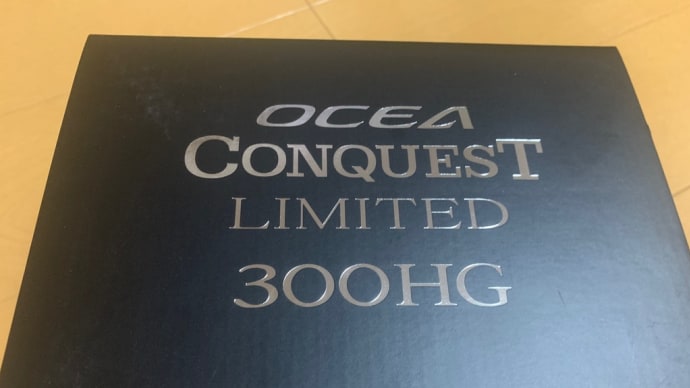 OCEA
CONQUEST
LIMITED
300HG